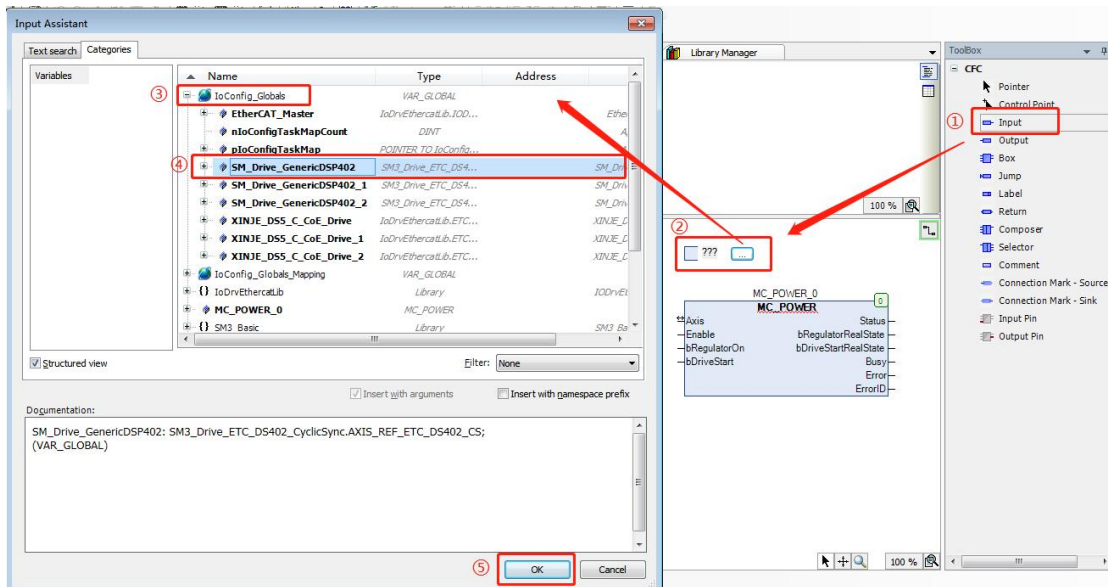 Input Assistant
Text search Categories
Variables
Name Type Address
③ IoConfig_Globals VAR_GLOBAL
EtherCAT_Master IoDrvEthercatLib.IOD... Ethe
nIoConfigTaskMapCount DINT
pIoConfigTaskMap POINTER TO IoConfig...
④ SM_Drive_GenericDSP402 SM3_Drive_ETC_DS4... SM_Driv
SM_Drive_GenericDSP402_1 SM3_Drive_ETC_DS4... SM_Driv
SM_Drive_GenericDSP402_2 SM3_Drive_ETC_DS4... SM_Driv
XINJE_DS5_C_CoE_Drive IoDrvEthercatLib.ETC... XINJE_D
XINJE_DS5_C_CoE_Drive_1 IoDrvEthercatLib.ETC... XINJE_D
XINJE_DS5_C_CoE_Drive_2 IoDrvEthercatLib.ETC... XINJE_D
IoConfig_Globals_Mapping VAR_GLOBAL
{} IoDrvEthercatLib Library IODrvEt
MC_POWER_0 MC_POWER
{} SM3_Basic Library SM3_Ba
Structured view
Filter: None
Insert with arguments Insert with namespace prefix
Documentation:
SM_Drive_GenericDSP402: SM3_Drive_ETC_DS402_CyclicSync.AXIS_REF_ETC_DS402_CS;
(VAR_GLOBAL)
⑤ OK Cancel
Library Manager
100 %
②
??? ...
MC_POWER_0
0
MC_POWER
Axis Status
Enable bRegulatorRealState
bRegulatorOn bDriveStartRealState
bDriveStart Busy
Error
ErrorID
100 %
ToolBox
CFC
Pointer
Control Point
① Input
Output
Box
Jump
Label
Return
Composer
Selector
Comment
Connection Mark - Source
Connection Mark - Sink
Input Pin
Output Pin